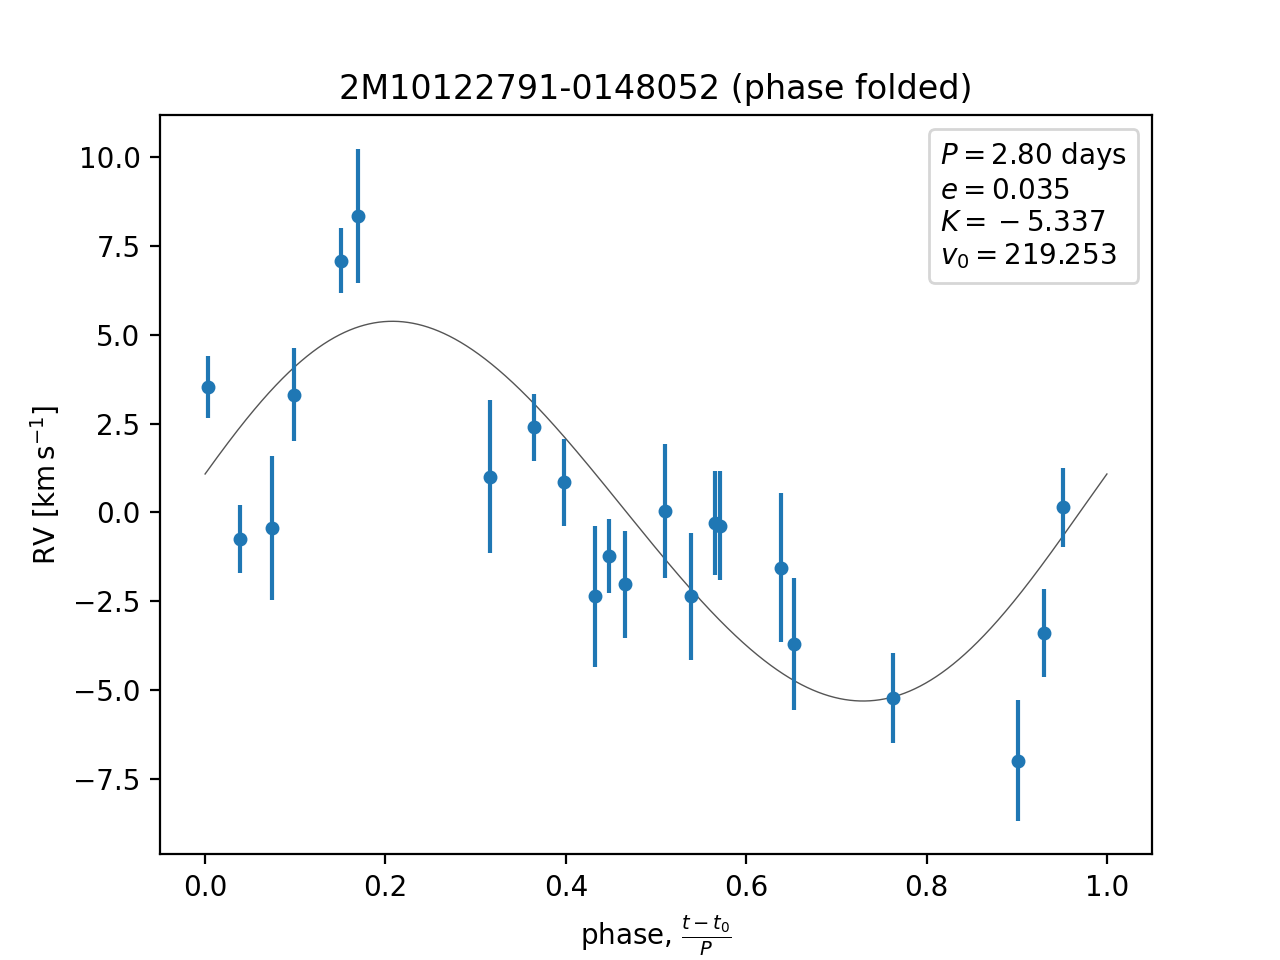 2M10122791-0148052 (phase folded)
P = 2.80 days
e = 0.035
K = −5.337
v₀ = 219.253
10.0
7.5
5.0
2.5
0.0
−2.5
−5.0
−7.5
RV [km s⁻¹]
0.0 0.2 0.4 0.6 0.8 1.0
phase, (t − t₀)/P